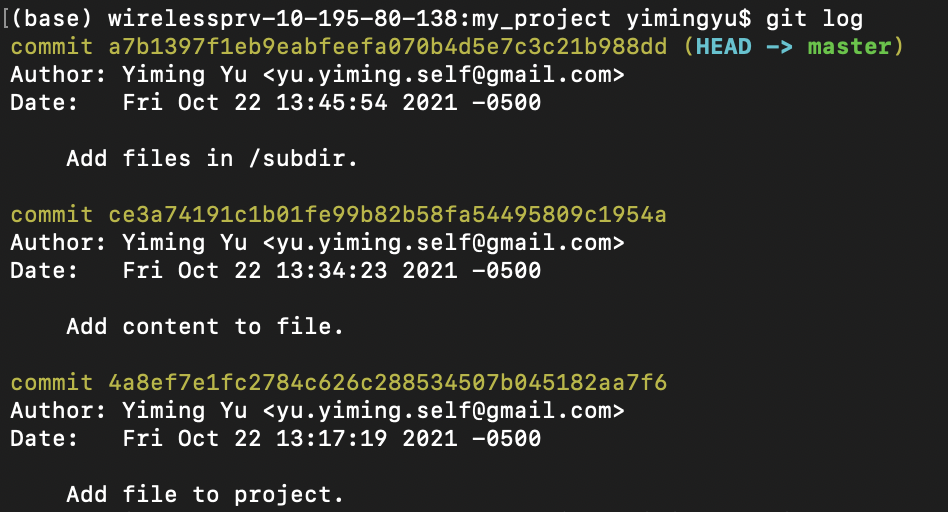 [(base) wirelessprv-10-195-80-138:my_project yimingyu$ git log
commit a7b1397f1eb9eabfeefa070b4d5e7c3c21b988dd (HEAD -> master)
Author: Yiming Yu <yu.yiming.self@gmail.com>
Date:   Fri Oct 22 13:45:54 2021 -0500
    Add files in /subdir.
commit ce3a74191c1b01fe99b82b58fa54495809c1954a
Author: Yiming Yu <yu.yiming.self@gmail.com>
Date:   Fri Oct 22 13:34:23 2021 -0500
    Add content to file.
commit 4a8ef7e1fc2784c626c288534507b045182aa7f6
Author: Yiming Yu <yu.yiming.self@gmail.com>
Date:   Fri Oct 22 13:17:19 2021 -0500
    Add file to project.